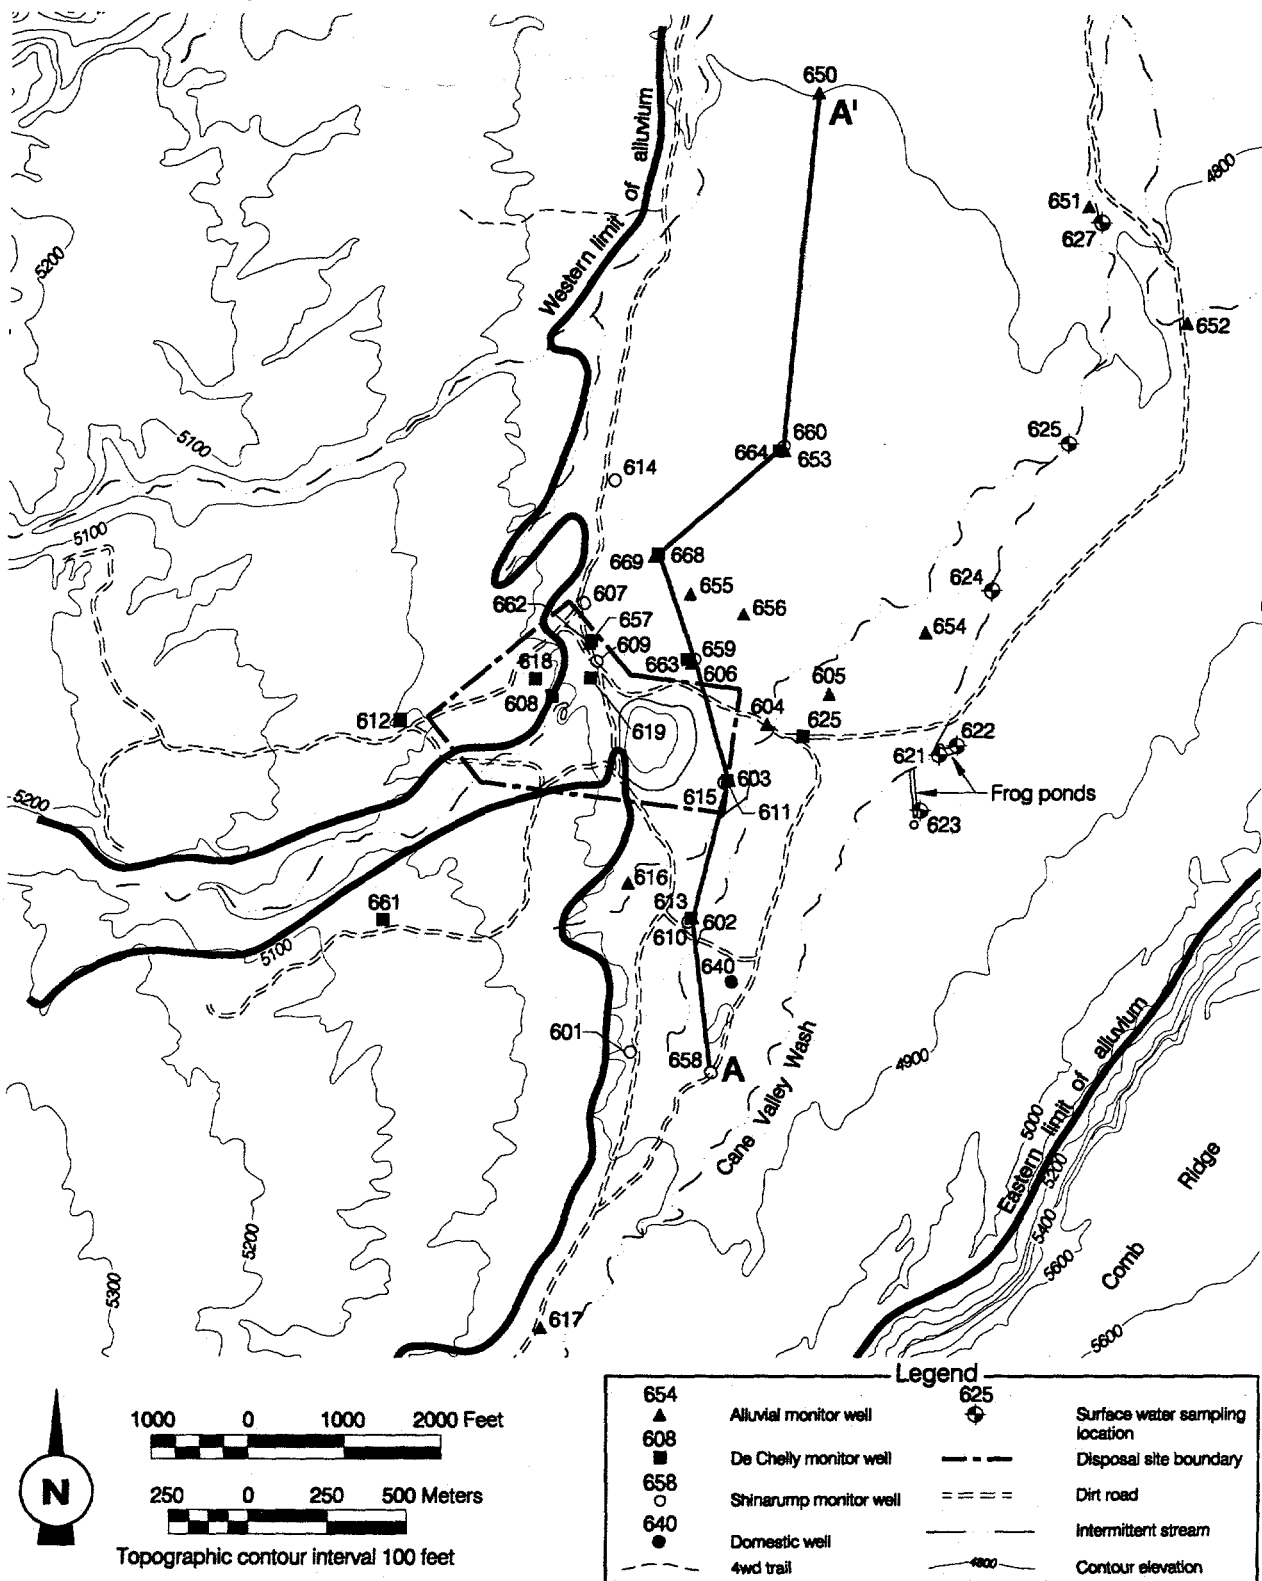 650
A'
Western limit of alluvium
4800
651
627
5200
652
5100
625
660
664
653
614
5100
669
668
624
655
662
607
656
657
654
609
659
618
663
606
605
608
604
625
612
619
622
621
603
5200
615
Frog ponds
611
623
616
661
613
602
610
5100
640
601
4900
658
A
Cane Valley Wash
Eastern limit of alluvium
5000
5200
Ridge
5400
5200
5600
Comb
5300
617
5600
Legend
654
Alluvial monitor well
608
De Chelly monitor well
658
Shinarump monitor well
640
Domestic well
4wd trail
625
Surface water sampling
location
Disposal site boundary
Dirt road
Intermittent stream
4800
Contour elevation
N
1000 0 1000 2000 Feet
250 0 250 500 Meters
Topographic contour interval 100 feet